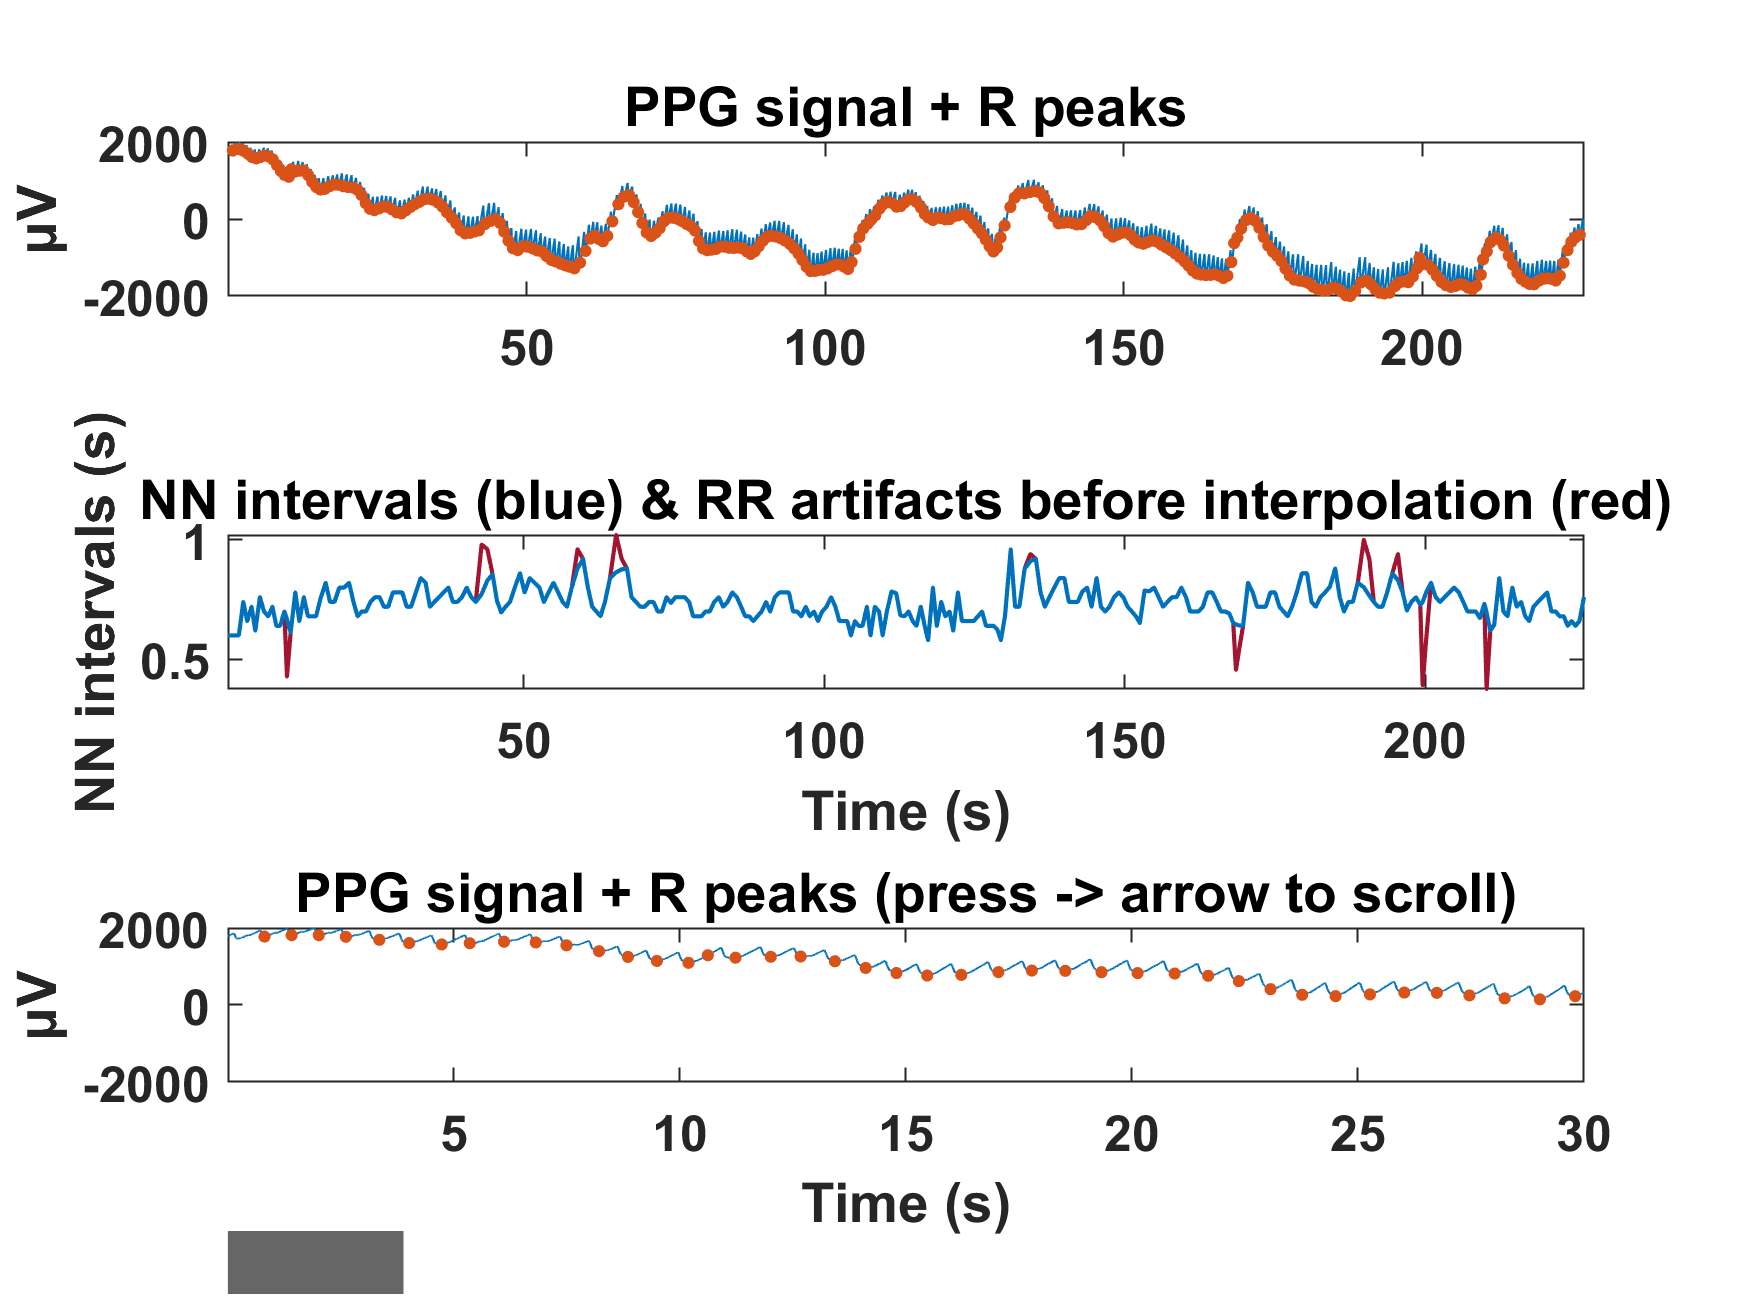 PPG signal + R peaks
µV
2000
0
-2000
50 100 150 200
NN intervals (blue) & RR artifacts before interpolation (red)
NN intervals (s)
1
0.5
50 100 150 200
Time (s)
PPG signal + R peaks (press -> arrow to scroll)
µV
2000
0
-2000
5 10 15 20 25 30
Time (s)